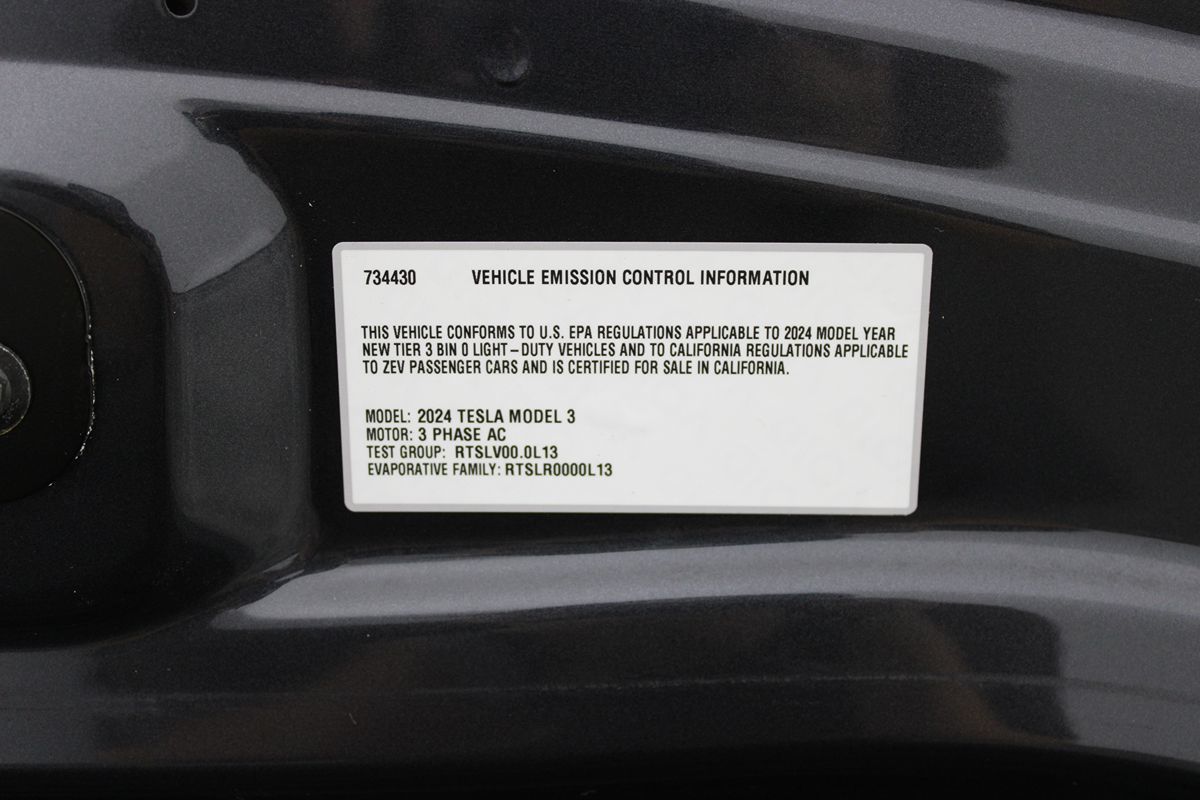 734430 VEHICLE EMISSION CONTROL INFORMATION
THIS VEHICLE CONFORMS TO U.S. EPA REGULATIONS APPLICABLE TO 2024 MODEL YEAR
NEW TIER 3 BIN 0 LIGHT–DUTY VEHICLES AND TO CALIFORNIA REGULATIONS APPLICABLE
TO ZEV PASSENGER CARS AND IS CERTIFIED FOR SALE IN CALIFORNIA.
MODEL: 2024 TESLA MODEL 3
MOTOR: 3 PHASE AC
TEST GROUP: RTSLV00.0L13
EVAPORATIVE FAMILY: RTSLR0000L13